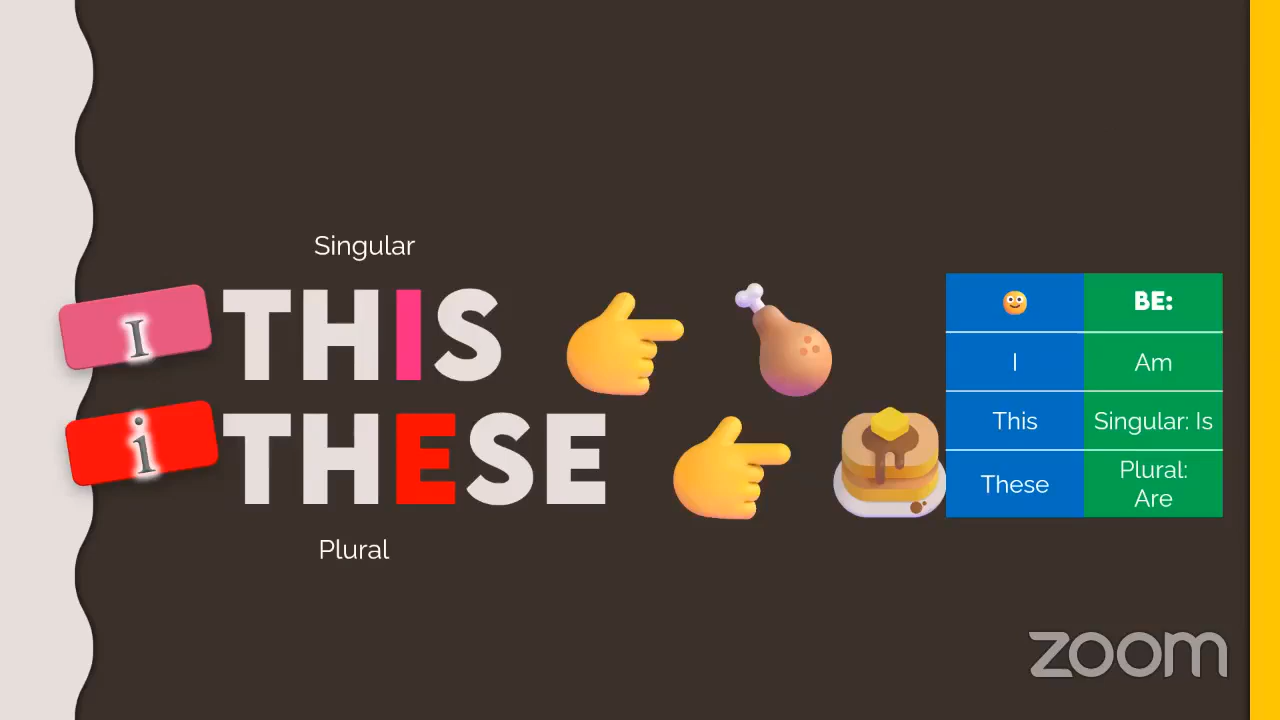 Singular
ɪ THIS
i THESE
Plural
BE:
I Am
This Singular: Is
These Plural:
Are
zoom